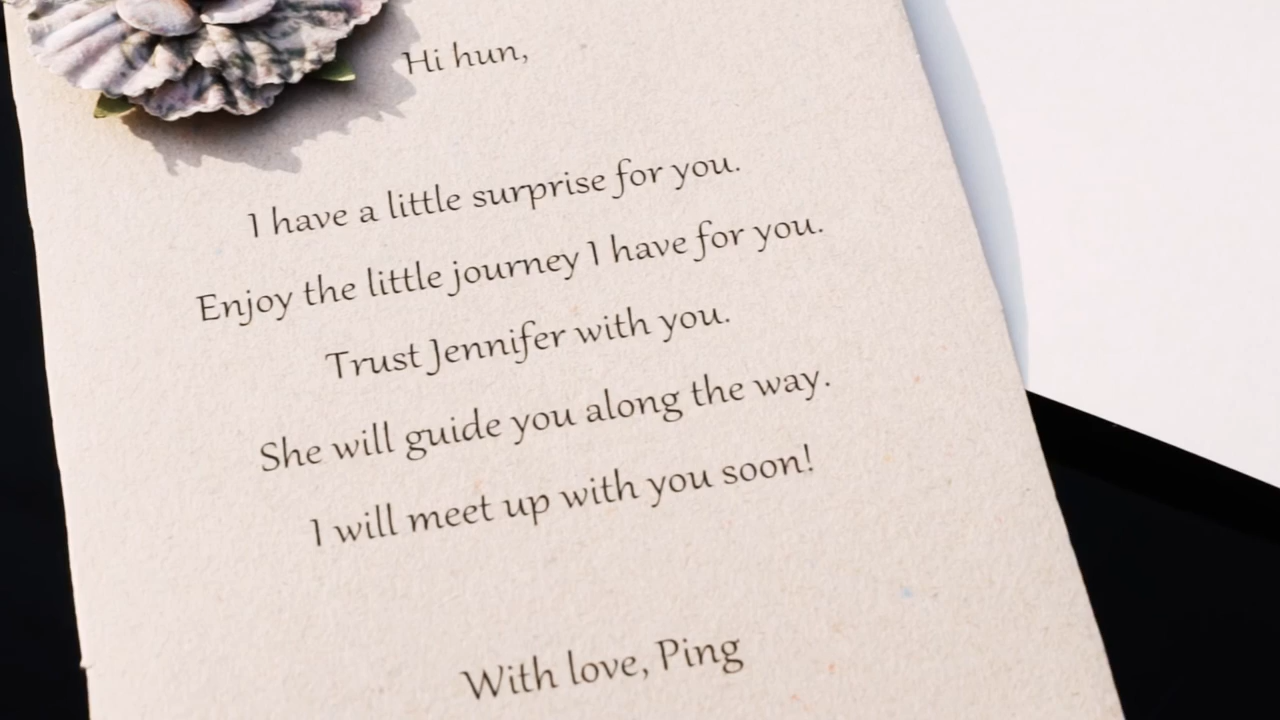 Hi hun,
I have a little surprise for you.
Enjoy the little journey I have for you.
Trust Jennifer with you.
She will guide you along the way.
I will meet up with you soon!
With love, Ping